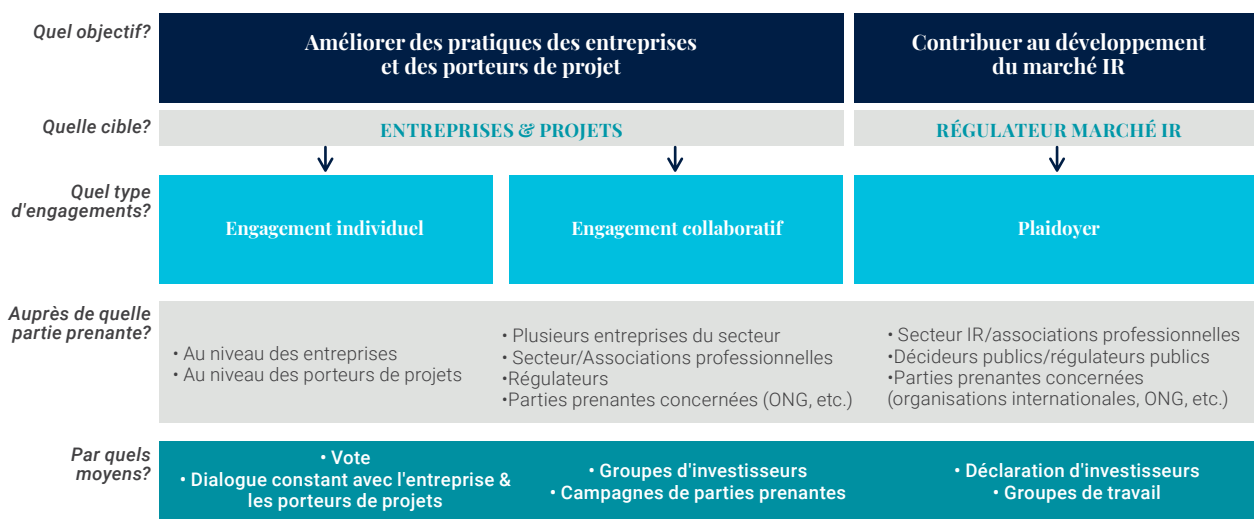 Quel objectif?
Améliorer des pratiques des entreprises
et des porteurs de projet
Contribuer au développement
du marché IR
Quelle cible?
ENTREPRISES & PROJETS
RÉGULATEUR MARCHÉ IR
Quel type
d'engagements?
Engagement individuel
Engagement collaboratif
Plaidoyer
Auprès de quelle
partie prenante?
• Au niveau des entreprises
• Au niveau des porteurs de projets
• Plusieurs entreprises du secteur
• Secteur/Associations professionnelles
•Régulateurs
•Parties prenantes concernées (ONG, etc.)
• Secteur IR/associations professionnelles
•Décideurs publics/régulateurs publics
•Parties prenantes concernées
(organisations internationales, ONG, etc.)
Par quels
moyens?
• Vote
• Dialogue constant avec l'entreprise &
les porteurs de projets
• Groupes d'investisseurs
• Campagnes de parties prenantes
• Déclaration d'investisseurs
• Groupes de travail